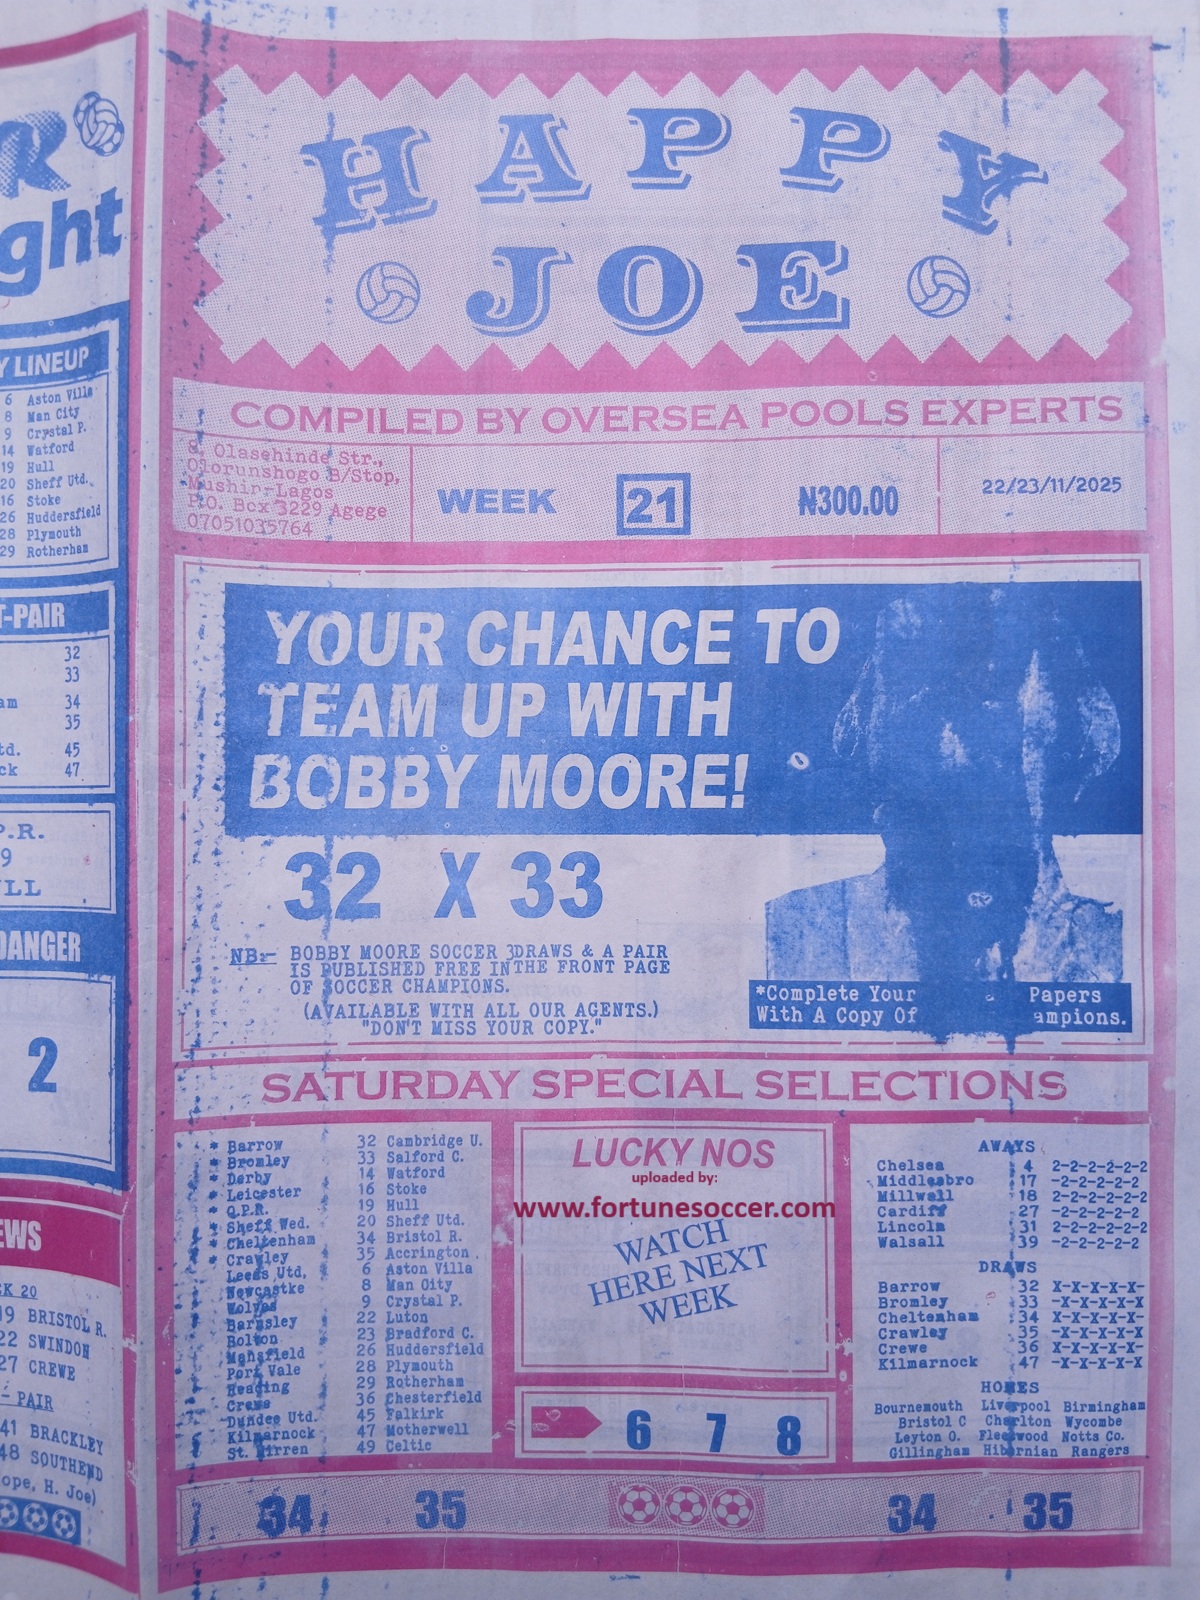 R
ght
Y LINEUP
6 Aston Villa
8 Man City
9 Crystal P.
14 Watford
19 Hull
20 Sheff Utd.
16 Stoke
26 Huddersfield
28 Plymouth
29 Rotherham
T-PAIR
32
33
am 34
35
td. 45
ck 47
P.R.
9
LL
DANGER
2
EWS
CK 20
19 BRISTOL R.
22 SWINDON
27 CREWE
- PAIR
41 BRACKLEY
48 SOUTHEND
ope, H. Joe)
HAPPY
JOE
COMPILED BY OVERSEA POOLS EXPERTS
8, Olasehinde Str.,
Olorunshogo B/Stop,
Mushin-Lagos
P.O. Box 3229 Agege
07051035764
WEEK 21
₦300.00
22/23/11/2025
YOUR CHANCE TO
TEAM UP WITH
BOBBY MOORE!
32 X 33
NB:- BOBBY MOORE SOCCER 3DRAWS & A PAIR
IS PUBLISHED FREE INTHE FRONT PAGE
OF SOCCER CHAMPIONS.
(AVAILABLE WITH ALL OUR AGENTS.)
"DON'T MISS YOUR COPY."
*Complete Your Papers
With A Copy Of ampions.
SATURDAY SPECIAL SELECTIONS
* Barrow 32 Cambridge U.
* Bromley 33 Salford C.
* Derby 14 Watford
* Leicester 16 Stoke
* Q.P.R. 19 Hull
* Sheff Wed. 20 Sheff Utd.
* Cheltenham 34 Bristol R.
* Crawley 35 Accrington
Leeds Utd, 6 Aston Villa
Newcastke 8 Man City
Wolves 9 Crystal P.
Barnsley 22 Luton
Bolton 23 Bradford C.
Mansfield 26 Huddersfield
Port Vale 28 Plymouth
Reading 29 Rotherham
Crewe 36 Chesterfield
Dundee Utd. 45 Falkirk
Kilmarnock 47 Motherwell
St. Mirren 49 Celtic
LUCKY NOS
uploaded by:
www.fortunesoccer.com
WATCH
HERE NEXT
WEEK
6 7 8
AWAYS
Chelsea 4 2-2-2-2-2-2
Middlesbro 17 -2-2-2-2-2
Millwall 18 2-2-2-2-2-2
Cardiff 27 -2-2-2-2-2
Lincoln 31 2-2-2-2-2-2
Walsall 39 -2-2-2-2-2
DRAWS
Barrow 32 X-X-X-X-X-
Bromley 33 -X-X-X-X-X
Cheltenham 34 X-X-X-X-X-
Crawley 35 -X-X-X-X-X
Crewe 36 X-X-X-X-X-
Kilmarnock 47 -X-X-X-X-X
HOMES
Bournemouth Liverpool Birmingham
Bristol C Charlton Wycombe
Leyton O. Fleetwood Notts Co.
Gillingham Hibernian Rangers
34 35 34 35